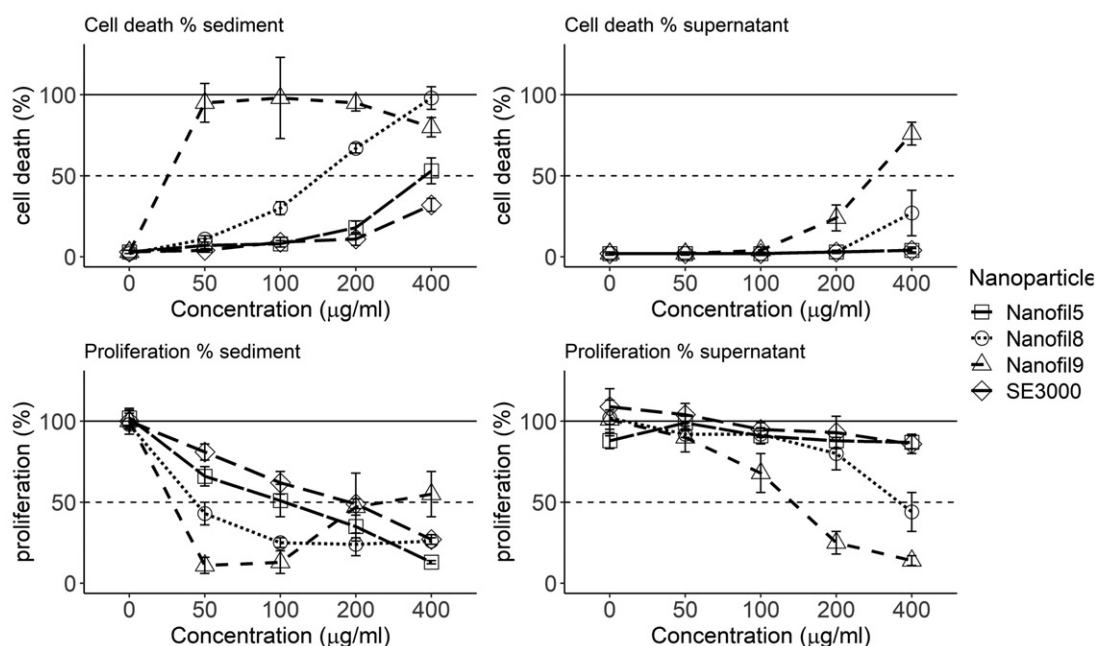 Cell death % sediment
cell death (%)
100
50
0
0 50 100 200 400
Concentration (µg/ml)
Cell death % supernatant
cell death (%)
100
50
0
0 50 100 200 400
Concentration (µg/ml)
Proliferation % sediment
proliferation (%)
100
50
0
0 50 100 200 400
Concentration (µg/ml)
Proliferation % supernatant
proliferation (%)
100
50
0
0 50 100 200 400
Concentration (µg/ml)
Nanoparticle
Nanofil5
Nanofil8
Nanofil9
SE3000